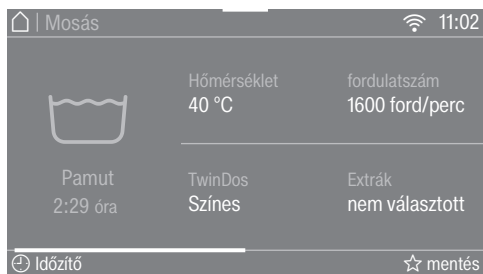 | Mosás 11:02
Hőmérséklet fordulatszám
40 °C 1600 ford/perc
Pamut TwinDos Extrák
2:29 óra Színes nem választott
Időzítő mentés